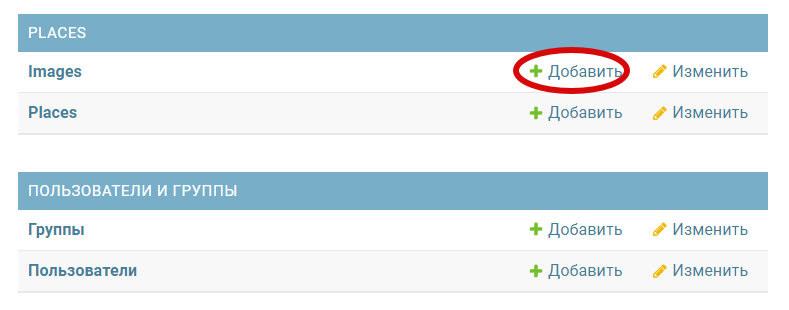 PLACES
Images Добавить Изменить
Places Добавить Изменить
ПОЛЬЗОВАТЕЛИ И ГРУППЫ
Группы Добавить Изменить
Пользователи Добавить Изменить